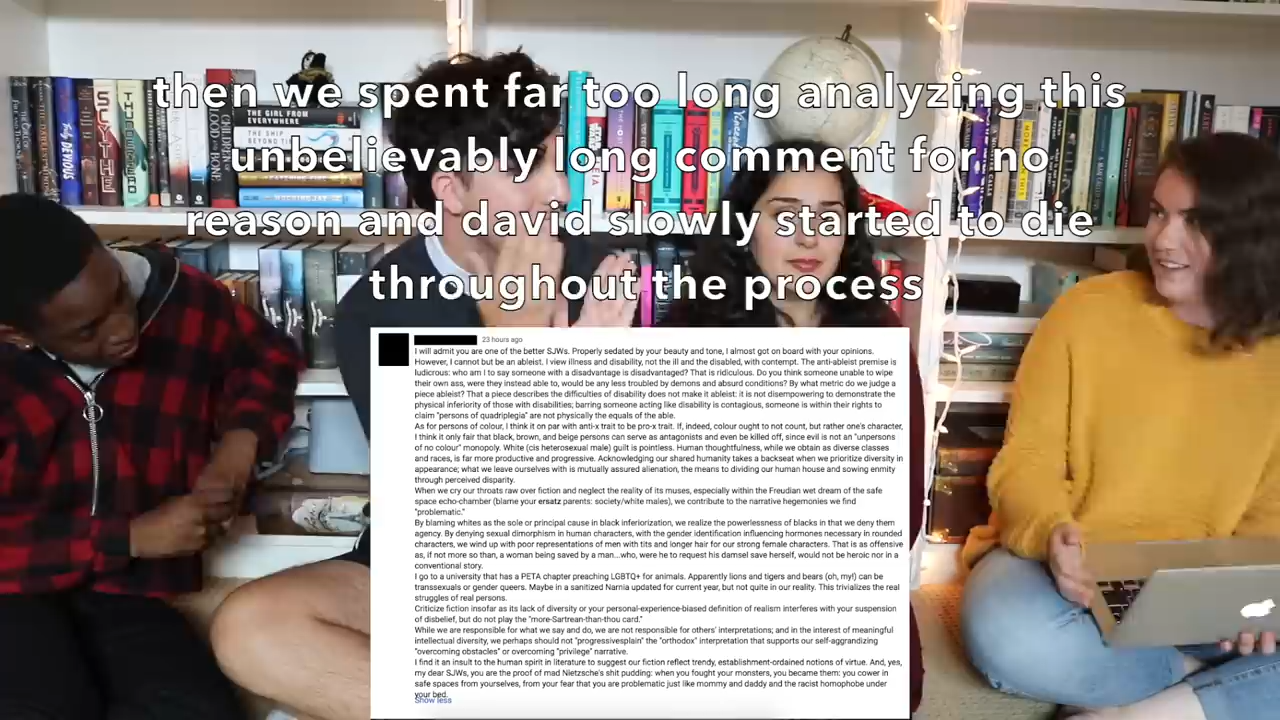 then we spent far too long analyzing this
unbelievably long comment for no
reason and david slowly started to die
throughout the process
TRULY DEVIOUS
SCYTHE
THUNDERHEAD
THE GIRL FROM
EVERYWHERE
THE SHIP
BEYOND TIME
MOCKINGJAY
STAR WARS
23 hours ago
I will admit you are one of the better SJWs. Properly sedated by your beauty and tone, I almost got on board with your opinions.
However, I cannot but be an ableist. I view illness and disability, not the ill and the disabled, with contempt. The anti-ableist premise is
ludicrous: who am I to say someone with a disadvantage is disadvantaged? That is ridiculous. Do you think someone unable to wipe
their own ass, were they instead able to, would be any less troubled by demons and absurd conditions? By what metric do we judge a
piece ableist? That a piece describes the difficulties of disability does not make it ableist: it is not disempowering to demonstrate the
physical inferiority of those with disabilities; barring someone acting like disability is contagious, someone is within their rights to
claim "persons of quadriplegia" are not physically the equals of the able.
As for persons of colour, I think it on par with anti-x trait to be pro-x trait. If, indeed, colour ought to not count, but rather one's character,
I think it only fair that black, brown, and beige persons can serve as antagonists and even be killed off, since evil is not an "unpersons
of no colour" monopoly. White (cis heterosexual male) guilt is pointless. Human thoughtfulness, while we obtain as diverse classes
and races, is far more productive and progressive. Acknowledging our shared humanity takes a backseat when we prioritize diversity in
appearance; what we leave ourselves with is mutually assured alienation, the means to dividing our human house and sowing enmity
through perceived disparity.
When we cry our throats raw over fiction and neglect the reality of its muses, especially within the Freudian wet dream of the safe
space echo-chamber (blame your ersatz parents: society/white males), we contribute to the narrative hegemonies we find
"problematic."
By blaming whites as the sole or principal cause in black inferiorization, we realize the powerlessness of blacks in that we deny them
agency. By denying sexual dimorphism in human characters, with the gender identification influencing hormones necessary in rounded
characters, we wind up with poor representations of men with tits and longer hair for our strong female characters. That is as offensive
as, if not more so than, a woman being saved by a man...who, were he to request his damsel save herself, would not be heroic nor in a
conventional story.
I go to a university that has a PETA chapter preaching LGBTQ+ for animals. Apparently lions and tigers and bears (oh, my!) can be
transsexuals or gender queers. Maybe in a sanitized Narnia updated for current year, but not quite in our reality. This trivializes the real
struggles of real persons.
Criticize fiction insofar as its lack of diversity or your personal-experience-biased definition of realism interferes with your suspension
of disbelief, but do not play the "more-Sartrean-than-thou card."
While we are responsible for what we say and do, we are not responsible for others' interpretations; and in the interest of meaningful
intellectual diversity, we perhaps should not "progressivesplain" the "orthodox" interpretation that supports our self-aggrandizing
"overcoming obstacles" or overcoming "privilege" narrative.
I find it an insult to the human spirit in literature to suggest our fiction reflect trendy, establishment-ordained notions of virtue. And, yes,
my dear SJWs, you are the proof of mad Nietzsche's shit pudding: when you fought your monsters, you became them: you cower in
safe spaces from yourselves, from your fear that you are problematic just like mommy and daddy and the racist homophobe under
your bed.
Show less